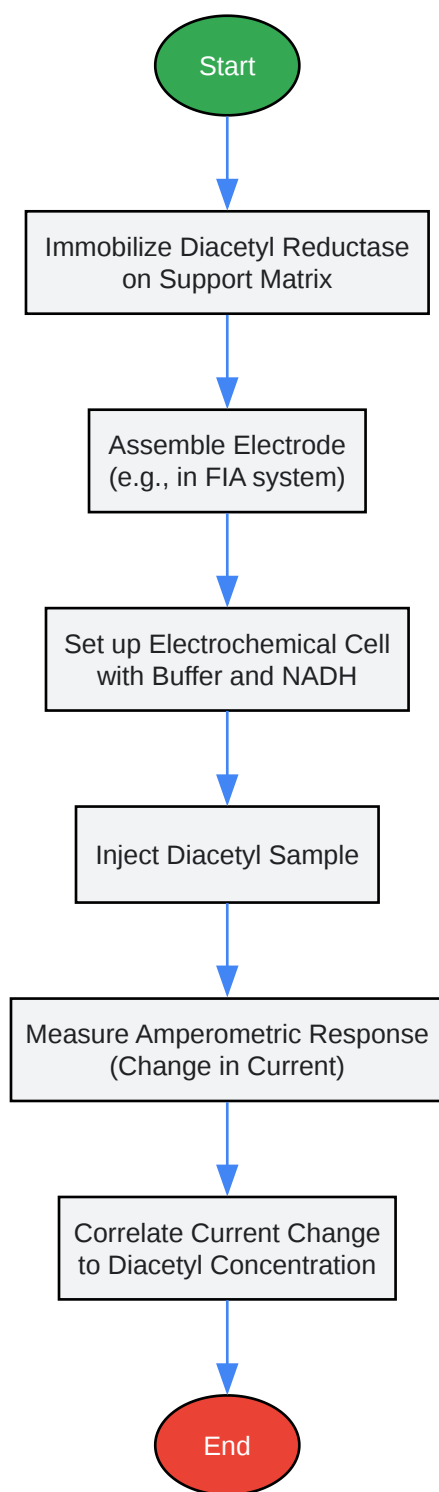 Start
Immobilize Diacetyl Reductase
on Support Matrix
Assemble Electrode
(e.g., in FIA system)
Set up Electrochemical Cell
with Buffer and NADH
Inject Diacetyl Sample
Measure Amperometric Response
(Change in Current)
Correlate Current Change
to Diacetyl Concentration
End